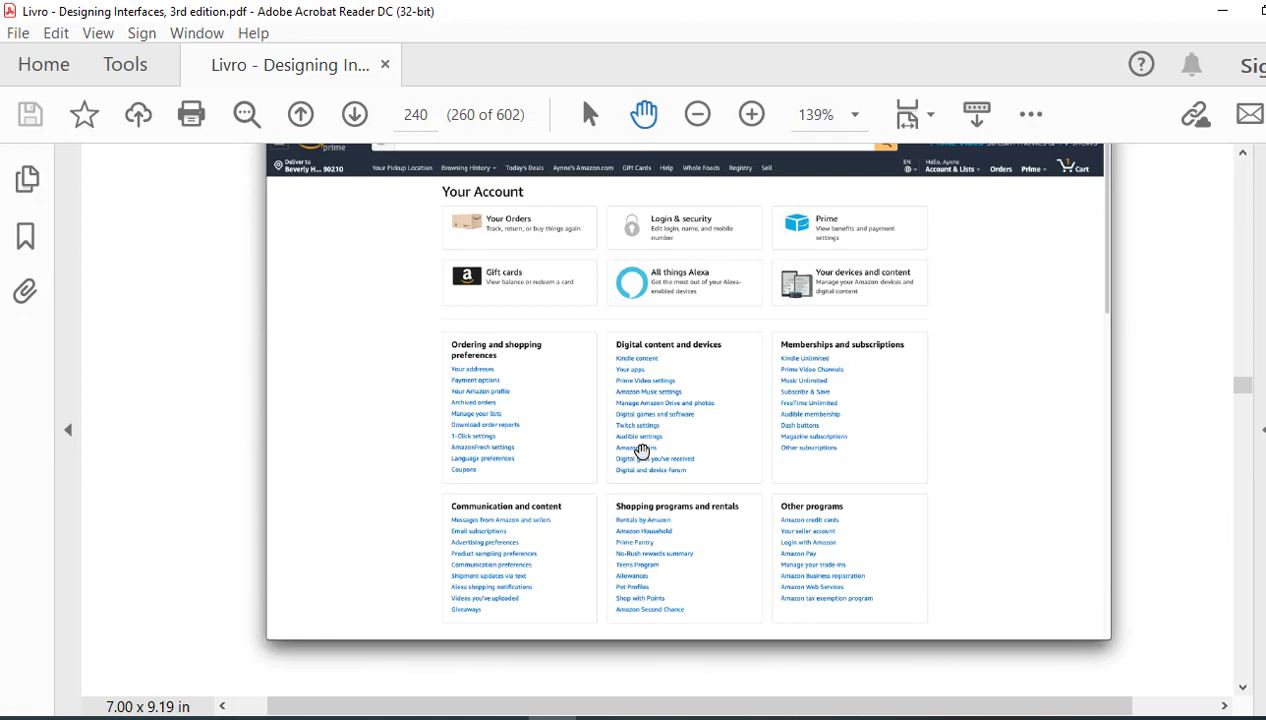 Livro - Designing Interfaces, 3rd edition.pdf - Adobe Acrobat Reader DC (32-bit)
File Edit View Sign Window Help
Home Tools Livro - Designing In... ×
240 (260 of 602) 139%
prime
Deliver to
Beverly H... 90210
Your Pickup Location Browsing History Today's Deals Aynne's Amazon.com Gift Cards Help Whole Foods Registry Sell
EN
Hello, Aynne
Account & Lists Orders Prime 1 Cart
Your Account
Your Orders
Track, return, or buy things again
Login & security
Edit login, name, and mobile
number
Prime
View benefits and payment
settings
Gift cards
View balance or redeem a card
All things Alexa
Get the most out of your Alexa-
enabled devices
Your devices and content
Manage your Amazon devices and
digital content
Ordering and shopping
preferences
Your addresses
Payment options
Your Amazon profile
Archived orders
Manage your lists
Download order reports
1-Click settings
AmazonFresh settings
Language preferences
Coupons
Digital content and devices
Kindle content
Your apps
Prime Video settings
Amazon Music settings
Manage Amazon Drive and photos
Digital games and software
Twitch settings
Audible settings
Digital you've received
Digital and device forum
Memberships and subscriptions
Kindle Unlimited
Prime Video Channels
Music Unlimited
Subscribe & Save
FreeTime Unlimited
Audible membership
Dash buttons
Magazine subscriptions
Other subscriptions
Communication and content
Messages from Amazon and sellers
Email subscriptions
Advertising preferences
Product sampling preferences
Communication preferences
Shipment updates via text
Alexa shopping notifications
Videos you've uploaded
Giveaways
Shopping programs and rentals
Rentals by Amazon
Amazon Household
Prime Pantry
No-Rush rewards summary
Teens Program
Allowances
Pet Profiles
Shop with Points
Amazon Second Chance
Other programs
Amazon credit cards
Your seller account
Login with Amazon
Amazon Pay
Manage your trade-ins
Amazon Business registration
Amazon Web Services
Amazon tax exemption program
7.00 x 9.19 in